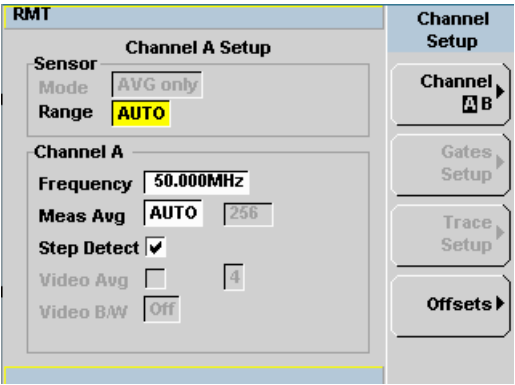 RMT
Channel A Setup
Sensor
Mode AVG only
Range AUTO
Channel A
Frequency 50.000MHz
Meas Avg AUTO 256
Step Detect
Video Avg 4
Video B/W Off
Channel
Setup
Channel
A B
Gates
Setup
Trace
Setup
Offsets